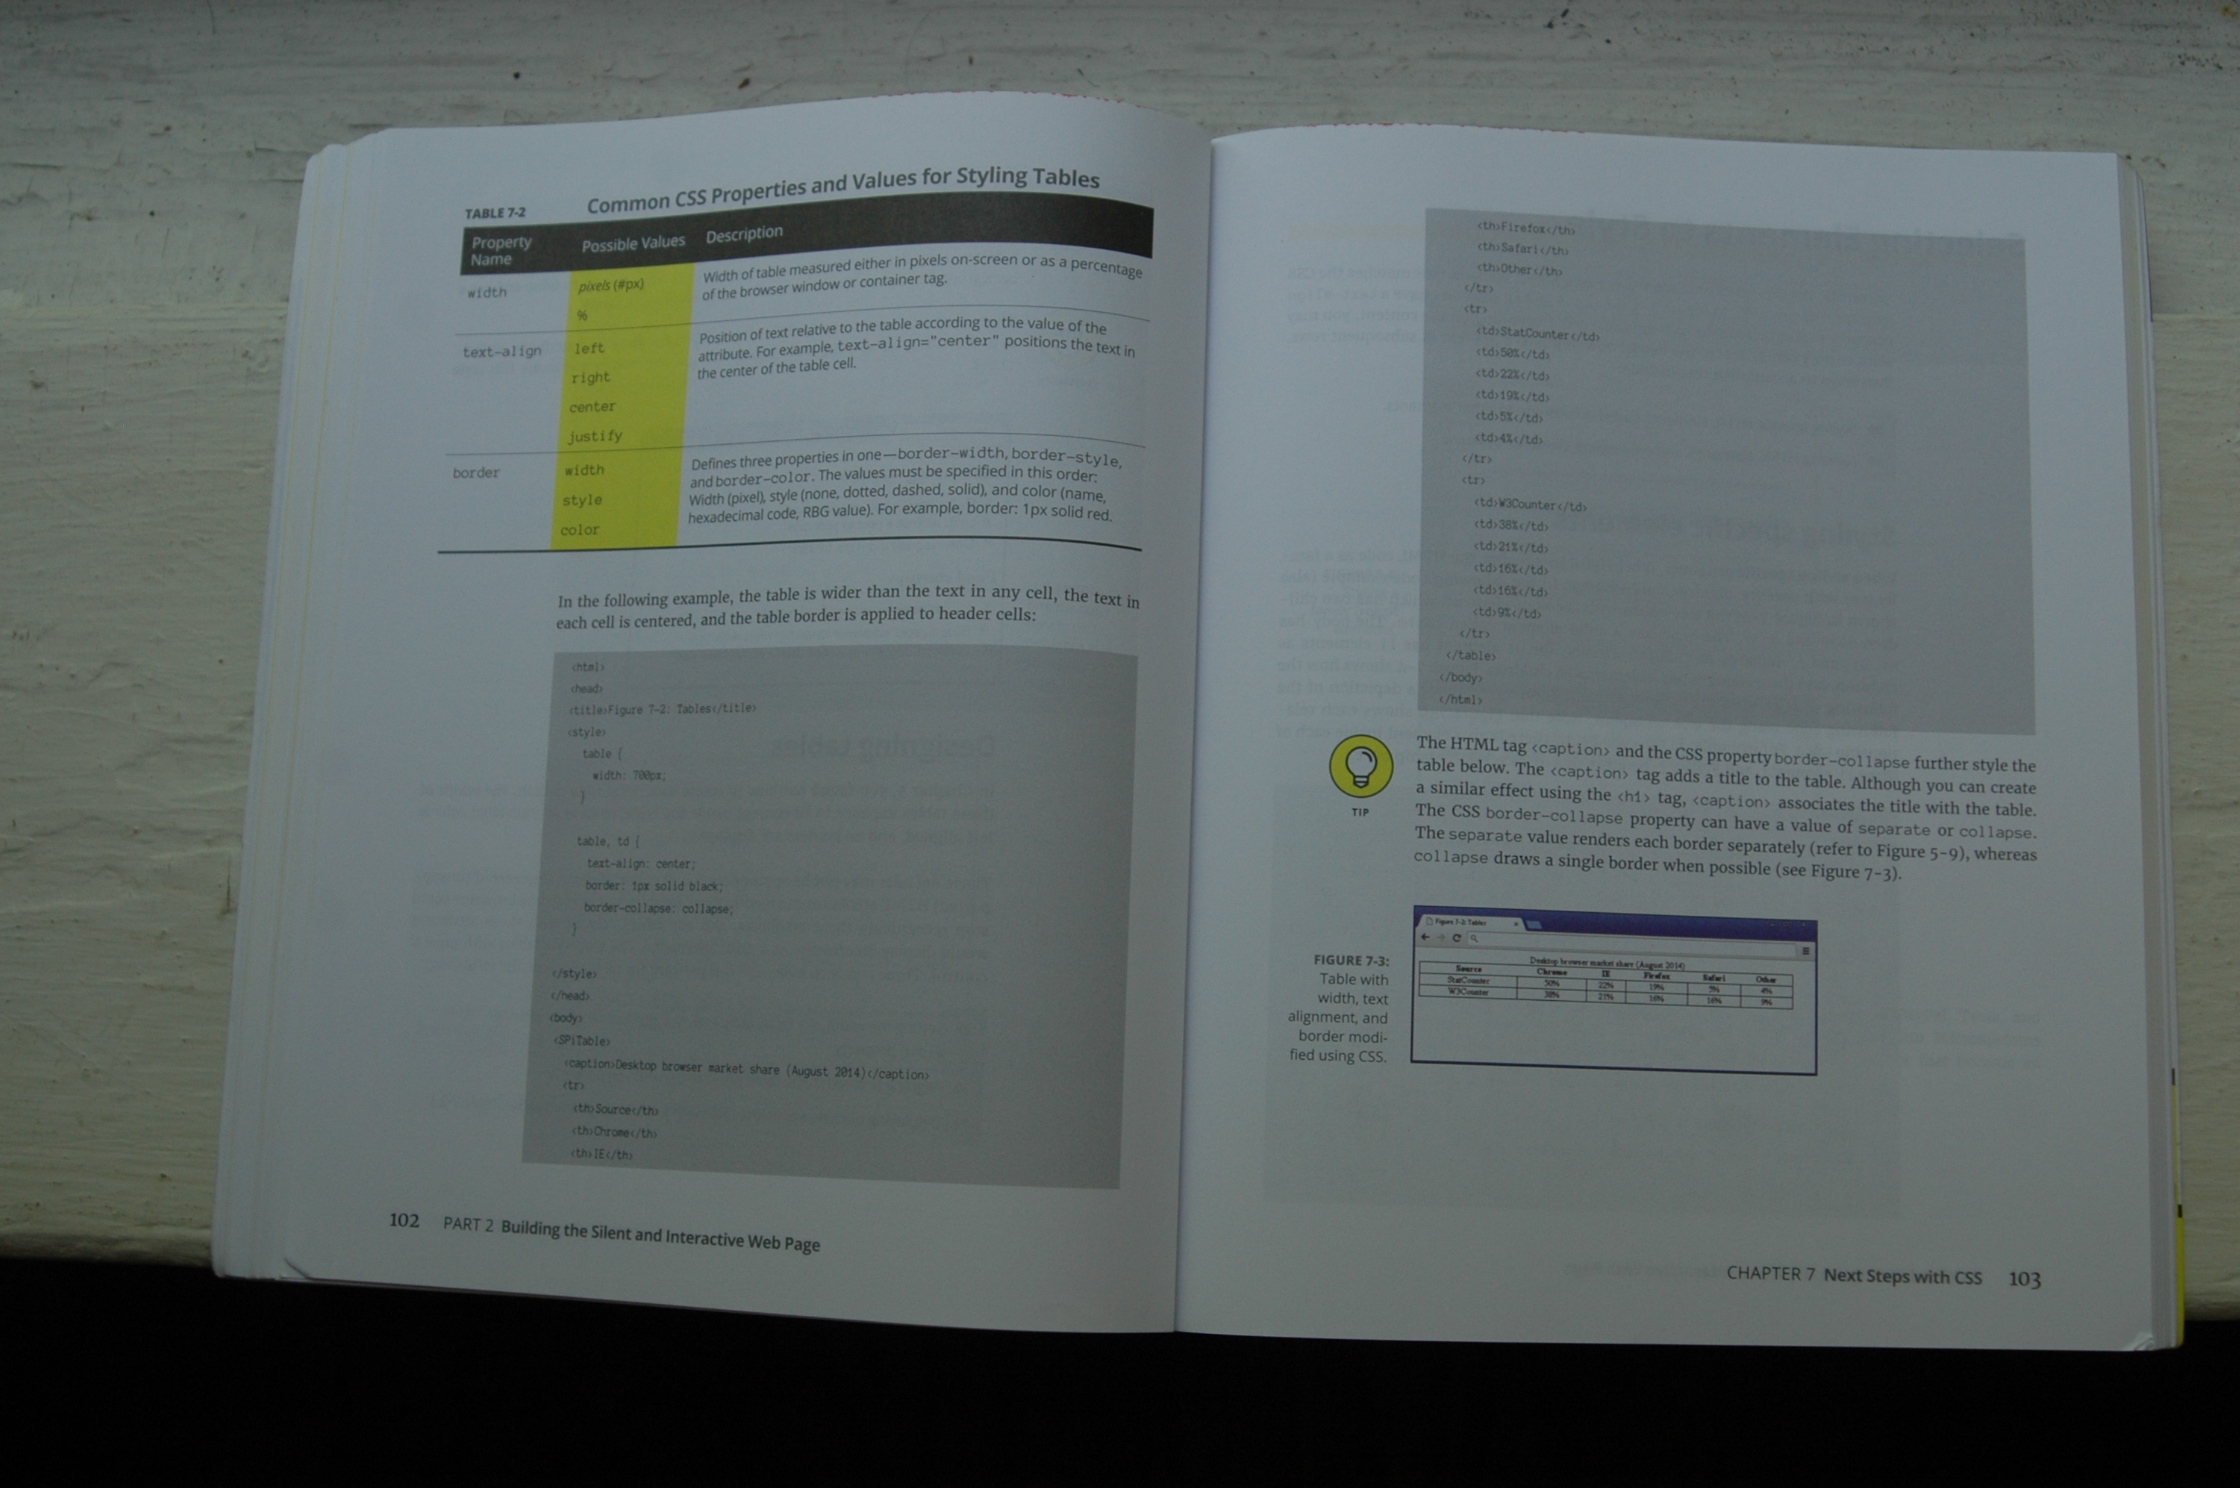 TABLE 7-2 Common CSS Properties and Values for Styling Tables
Property Name Possible Values Description
width
pixels (#px)
%
Width of table measured either in pixels on-screen or as a percentage
of the browser window or container tag.
text-align
left
right
center
justify
Position of text relative to the table according to the value of the
attribute. For example, text-align="center" positions the text in
the center of the table cell.
border
width
style
color
Defines three properties in one—border-width, border-style,
and border-color. The values must be specified in this order:
Width (pixel), style (none, dotted, dashed, solid), and color (name,
hexadecimal code, RBG value). For example, border: 1px solid red.
In the following example, the table is wider than the text in any cell, the text in
each cell is centered, and the table border is applied to header cells:
<html>
<head>
<title>Figure 7-2: Tables</title>
<style>
table {
width: 700px;
}
table, td {
text-align: center;
border: 1px solid black;
border-collapse: collapse;
}
</style>
</head>
<body>
<SPiTable>
<caption>Desktop browser market share (August 2014)</caption>
<tr>
<th>Source</th>
<th>Chrome</th>
<th>IE</th>
102 PART 2 Building the Silent and Interactive Web Page
<th>Firefox</th>
<th>Safari</th>
<th>Other</th>
</tr>
<tr>
<td>StatCounter</td>
<td>50%</td>
<td>22%</td>
<td>19%</td>
<td>5%</td>
<td>4%</td>
</tr>
<tr>
<td>W3Counter</td>
<td>38%</td>
<td>21%</td>
<td>16%</td>
<td>16%</td>
<td>9%</td>
</tr>
</table>
</body>
</html>
TIP
The HTML tag <caption> and the CSS property border-collapse further style the
table below. The <caption> tag adds a title to the table. Although you can create
a similar effect using the <h1> tag, <caption> associates the title with the table.
The CSS border-collapse property can have a value of separate or collapse.
The separate value renders each border separately (refer to Figure 5-9), whereas
collapse draws a single border when possible (see Figure 7-3).
FIGURE 7-3:
Table with
width, text
alignment, and
border modi-
fied using CSS.
Figure 7-2: Tables
Desktop browser market share (August 2014)
Source Chrome IE Firefox Safari Other
StatCounter 50% 22% 19% 5% 4%
W3Counter 38% 21% 16% 16% 9%
CHAPTER 7 Next Steps with CSS 103